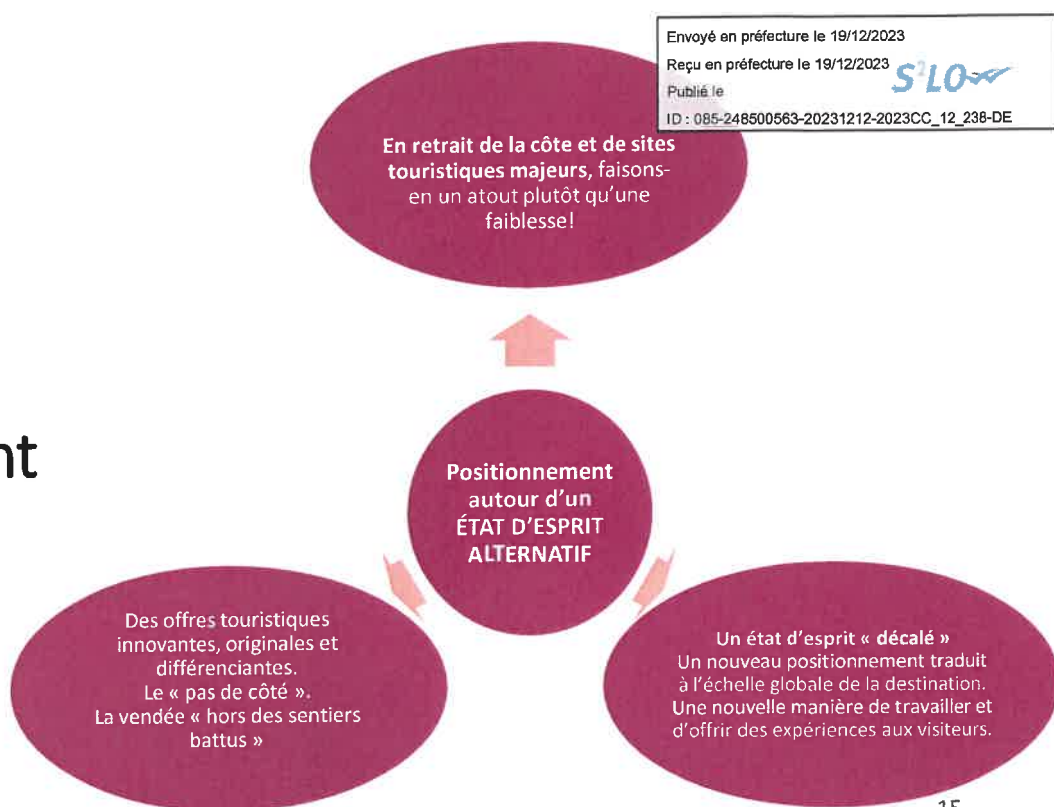 Envoyé en préfecture le 19/12/2023
Reçu en préfecture le 19/12/2023
S²LO
Publié le
ID : 085-248500563-20231212-2023CC_12_238-DE
En retrait de la côte et de sites
touristiques majeurs, faisons-
en un atout plutôt qu'une
faiblesse!
nt
Positionnement
autour d'un
ÉTAT D'ESPRIT
ALTERNATIF
Des offres touristiques
innovantes, originales et
différenciantes.
Le « pas de côté ».
La vendée « hors des sentiers
battus »
Un état d'esprit « décalé »
Un nouveau positionnement traduit
à l'échelle globale de la destination.
Une nouvelle manière de travailler et
d'offrir des expériences aux visiteurs.